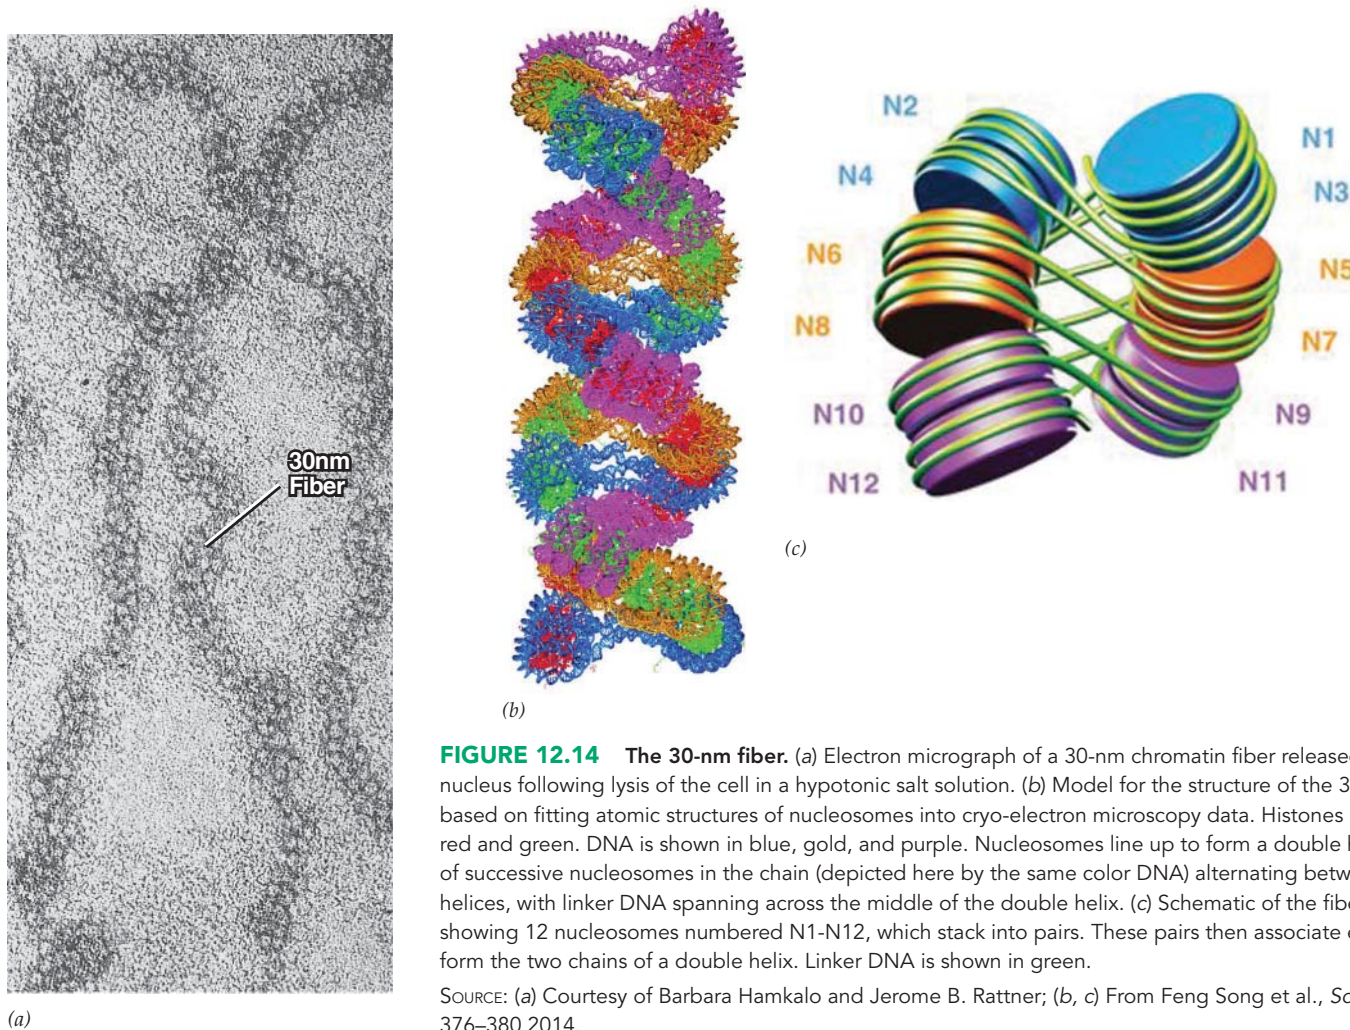 30nm
Fiber
(a)
(b)
N2
N4
N6
N8
N10
N12
N1
N3
N5
N7
N9
N11
(c)
FIGURE 12.14 The 30-nm fiber. (a) Electron micrograph of a 30-nm chromatin fiber released
nucleus following lysis of the cell in a hypotonic salt solution. (b) Model for the structure of the 3
based on fitting atomic structures of nucleosomes into cryo-electron microscopy data. Histones
red and green. DNA is shown in blue, gold, and purple. Nucleosomes line up to form a double h
of successive nucleosomes in the chain (depicted here by the same color DNA) alternating betw
helices, with linker DNA spanning across the middle of the double helix. (c) Schematic of the fibe
showing 12 nucleosomes numbered N1-N12, which stack into pairs. These pairs then associate e
form the two chains of a double helix. Linker DNA is shown in green.
SOURCE: (a) Courtesy of Barbara Hamkalo and Jerome B. Rattner; (b, c) From Feng Song et al., Sc
376–380 2014